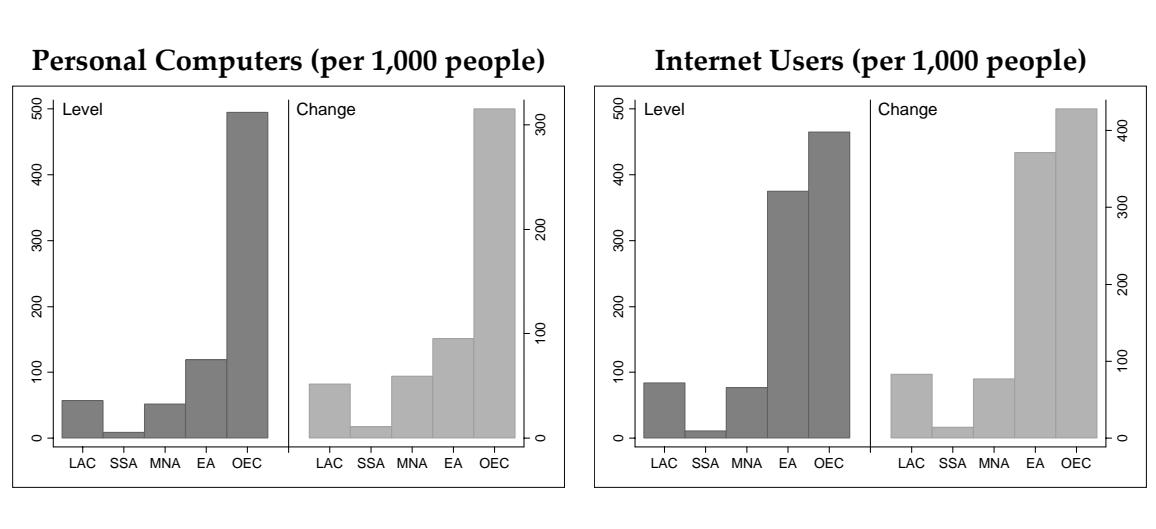 Personal Computers (per 1,000 people)
Level
Change
500
400
300
200
100
0
300
200
100
0
LAC SSA MNA EA OEC
LAC SSA MNA EA OEC
Internet Users (per 1,000 people)
Level
Change
500
400
300
200
100
0
400
300
200
100
0
LAC SSA MNA EA OEC
LAC SSA MNA EA OEC